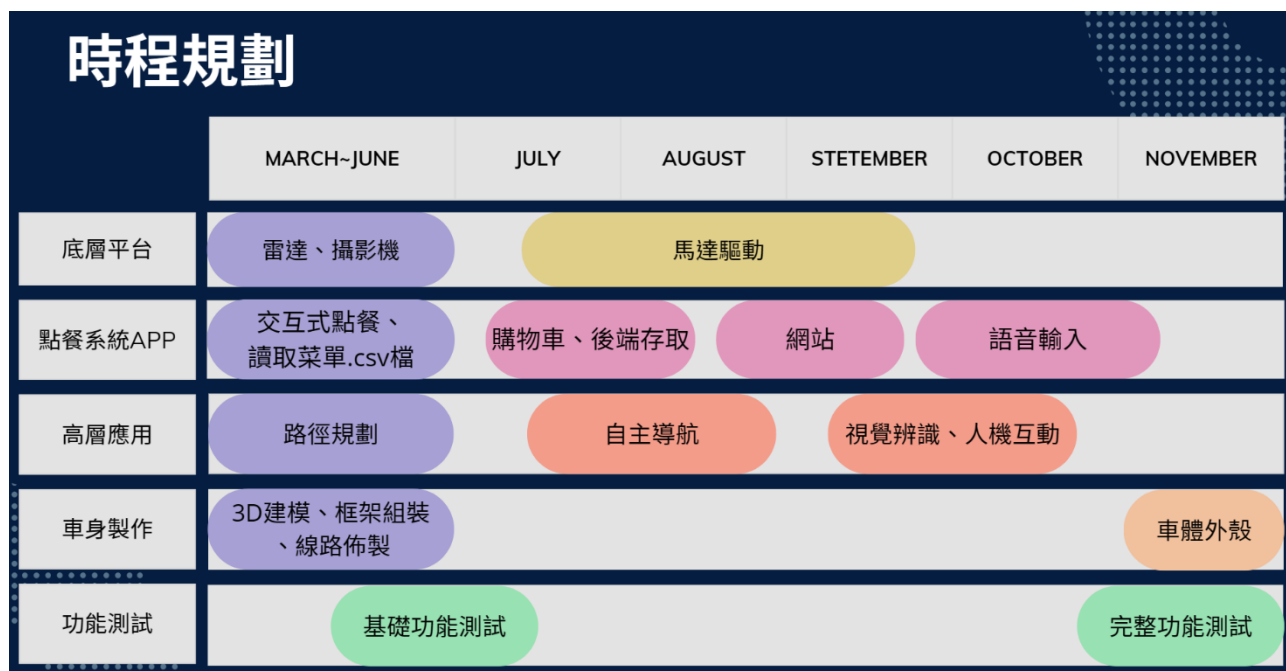 時程規劃
MARCH~JUNE
JULY
AUGUST
STETEMBER
OCTOBER
NOVEMBER
底層平台
雷達、攝影機
馬達驅動
點餐系統APP
交互式點餐、
讀取菜單.csv檔
購物車、後端存取
網站
語音輸入
高層應用
路徑規劃
自主導航
視覺辨識、人機互動
車身製作
3D建模、框架組裝
、線路佈製
車體外殼
功能測試
基礎功能測試
完整功能測試